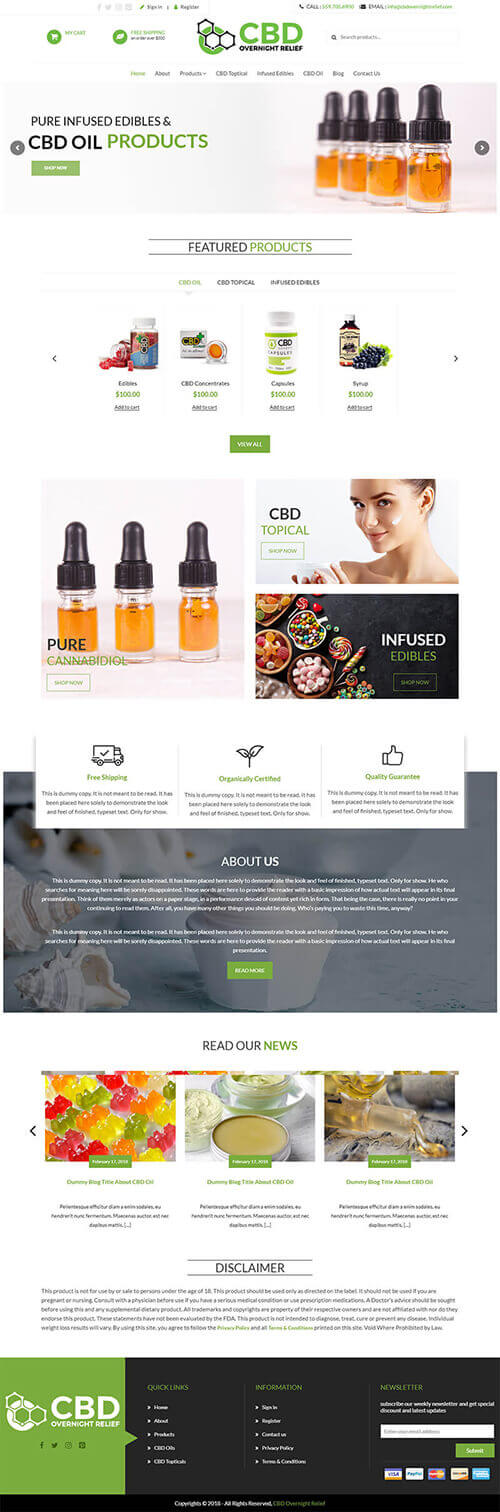 Sign in | Register
CALL : 559.705.6900 EMAIL : info@cbdovernightrelief.com
MY CART
FREE SHIPPING
on order over $300
CBD
OVERNIGHT RELIEF
Search products...
Home About Products CBD Toptical Infused Edibles CBD Oil Blog Contact Us
PURE INFUSED EDIBLES &
CBD OIL PRODUCTS
SHOP NOW
FEATURED PRODUCTS
CBD OIL CBD TOPICAL INFUSED EDIBLES
CBD
CBD
CAPSULES
Edibles CBD Concentrates Capsules Syrup
$100.00 $100.00 $100.00 $100.00
Add to cart Add to cart Add to cart Add to cart
VIEW ALL
PURE
CANNABIDIOL
SHOP NOW
CBD
TOPICAL
SHOP NOW
INFUSED
EDIBLES
SHOP NOW
Free Shipping
This is dummy copy. It is not meant to be read. It has
been placed here solely to demonstrate the look
and feel of finished, typeset text. Only for show.
Organically Certified
This is dummy copy. It is not meant to be read. It has
been placed here solely to demonstrate the look
and feel of finished, typeset text. Only for show.
Quality Guarantee
This is dummy copy. It is not meant to be read. It has
been placed here solely to demonstrate the look
and feel of finished, typeset text. Only for show.
ABOUT US
This is dummy copy. It is not meant to be read. It has been placed here solely to demonstrate the look and feel of finished, typeset text. Only for show. He who
searches for meaning here will be sorely disappointed. These words are here to provide the reader with a basic impression of how actual text will appear in its final
presentation. Think of them merely as actors on a paper stage, in a performance devoid of content yet rich in form. That being the case, there is really no point in your
continuing to read them. After all, you have many other things you should be doing. Who's paying you to waste this time, anyway?
This is dummy copy. It is not meant to be read. It has been placed here solely to demonstrate the look and feel of finished, typeset text. Only for show. He who
searches for meaning here will be sorely disappointed. These words are here to provide the reader with a basic impression of how actual text will appear in its final
presentation.
READ MORE
READ OUR NEWS
February 17, 2018
Dummy Blog Title About CBD Oil
Pellentesque efficitur diam a enim sodales, eu
hendrerit nunc fermentum. Maecenas auctor, est nec
dapibus mattis, [...]
February 17, 2018
Dummy Blog Title About CBD Oil
Pellentesque efficitur diam a enim sodales, eu
hendrerit nunc fermentum. Maecenas auctor, est nec
dapibus mattis, [...]
February 17, 2018
Dummy Blog Title About CBD Oil
Pellentesque efficitur diam a enim sodales, eu
hendrerit nunc fermentum. Maecenas auctor, est nec
dapibus mattis, [...]
DISCLAIMER
This product is not for use by or sale to persons under the age of 18. This product should be used only as directed on the label. It should not be used if you are
pregnant or nursing. Consult with a physician before use if you have a serious medical condition or use prescription medications. A Doctor's advice should be sought
before using this and any supplemental dietary product. All trademarks and copyrights are property of their respective owners and are not affiliated with nor do they
endorse this product. These statements have not been evaluated by the FDA. This product is not intended to diagnose, treat, cure or prevent any disease. Individual
weight loss results will vary. By using this site, you agree to follow the Privacy Policy and all Terms & Conditions printed on this site. Void Where Prohibited by Law.
CBD
OVERNIGHT RELIEF
QUICK LINKS
Home
About
Products
CBD Oils
CBD Topticals
INFORMATION
Sign in
Register
Contact us
Privacy Policy
Terms & Conditions
NEWSLETTER
subscribe our weekly newsletter and get special
discount and latest updates
Enter your email address
Submit
VISA PayPal
Copyrights © 2018 - All Rights Reserved, CBD Overnight Relief